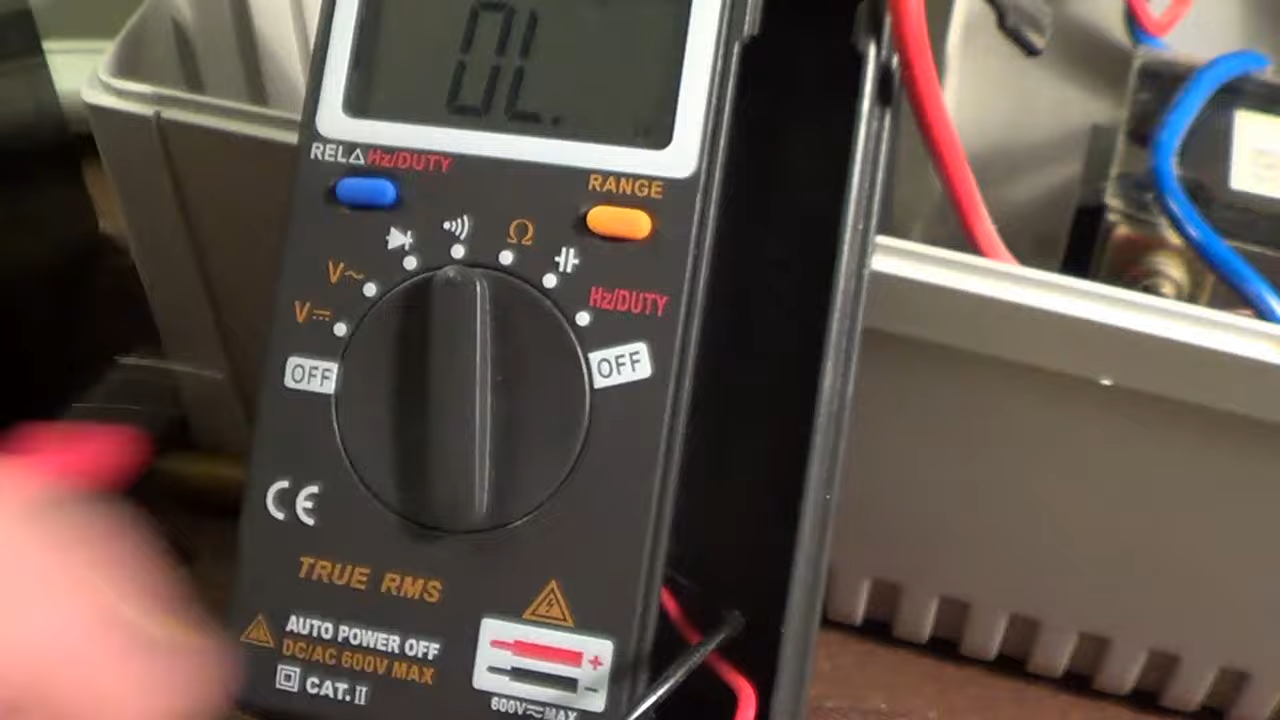 OL.
REL△Hz/DUTY
RANGE
Ω
V~
Hz/DUTY
V⎓
OFF
OFF
CE
TRUE RMS
AUTO POWER OFF
DC/AC 600V MAX
CAT. II
+
−
600V⎓MAX